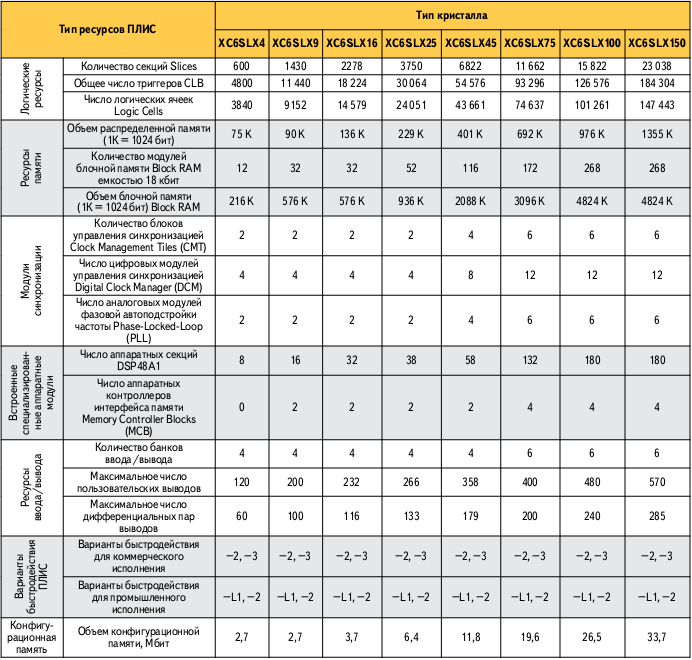 Тип ресурсов ПЛИС
Тип кристалла
XC6SLX4 XC6SLX9 XC6SLX16 XC6SLX25 XC6SLX45 XC6SLX75 XC6SLX100 XC6SLX150
Логические
ресурсы
Количество секций Slices 600 1430 2278 3750 6822 11 662 15 822 23 038
Общее число триггеров CLB 4800 11 440 18 224 30 064 54 576 93 296 126 576 184 304
Число логических ячеек
Logic Cells
3840 9152 14 579 24 051 43 661 74 637 101 261 147 443
Ресурсы
памяти
Объем распределенной памяти
(1K = 1024 бит)
75 K 90 K 136 K 229 K 401 K 692 K 976 K 1355 K
Количество модулей
блочной памяти Block RAM
емкостью 18 кбит
12 32 32 52 116 172 268 268
Объем блочной памяти
(1K = 1024 бит) Block RAM
216 K 576 K 576 K 936 K 2088 K 3096 K 4824 K 4824 K
Модули
синхронизации
Количество блоков
управления синхронизацией
Clock Management Tiles (CMT)
2 2 2 2 4 6 6 6
Число цифровых модулей
управления синхронизацией
Digital Clock Manager (DCM)
4 4 4 4 8 12 12 12
Число аналоговых модулей
фазовой автоподстройки
частоты Phase-Locked-Loop
(PLL)
2 2 2 2 4 6 6 6
Встроенные
специализирован-
ные аппаратные
модули
Число аппаратных секций
DSP48A1
8 16 32 38 58 132 180 180
Число аппаратных
контроллеров
интерфейса памяти
Memory Controller Blocks
(MCB)
0 2 2 2 2 4 4 4
Ресурсы
ввода/вывода
Количество банков
ввода/вывода
4 4 4 4 4 6 6 6
Максимальное число
пользовательских выводов
120 200 232 266 358 400 480 570
Максимальное число
дифференциальных пар
выводов
60 100 116 133 179 200 240 285
Варианты
быстродействия
ПЛИС
Варианты быстродействия
для коммерческого
исполнения
–2, –3 –2, –3 –2, –3 –2, –3 –2, –3 –2, –3 –2, –3 –2, –3
Варианты быстродействия
для промышленного
исполнения
–L1, –2 –L1, –2 –L1, –2 –L1, –2 –L1, –2 –L1, –2 –L1, –2 –L1, –2
Конфигу-
рационная
память
Объем конфигурационной
памяти, Мбит
2,7 2,7 3,7 6,4 11,8 19,6 26,5 33,7